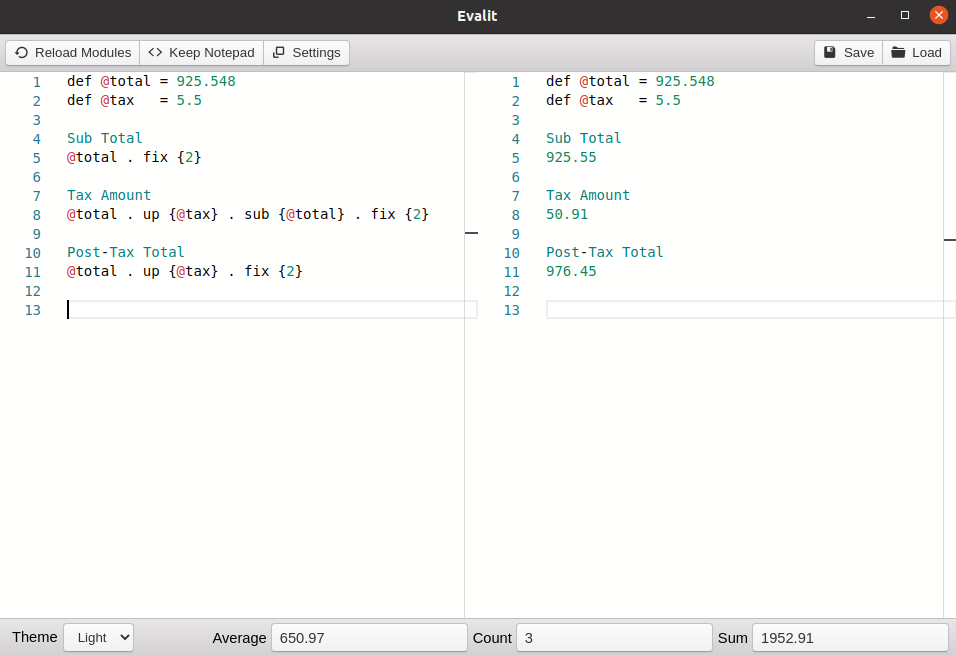 Evalit
Reload Modules Keep Notepad Settings Save Load
1 def @total = 925.548
2 def @tax   = 5.5
3
4 Sub Total
5 @total . fix {2}
6
7 Tax Amount
8 @total . up {@tax} . sub {@total} . fix {2}
9
10 Post-Tax Total
11 @total . up {@tax} . fix {2}
12
13
1 def @total = 925.548
2 def @tax   = 5.5
3
4 Sub Total
5 925.55
6
7 Tax Amount
8 50.91
9
10 Post-Tax Total
11 976.45
12
13
Theme Light Average 650.97 Count 3 Sum 1952.91